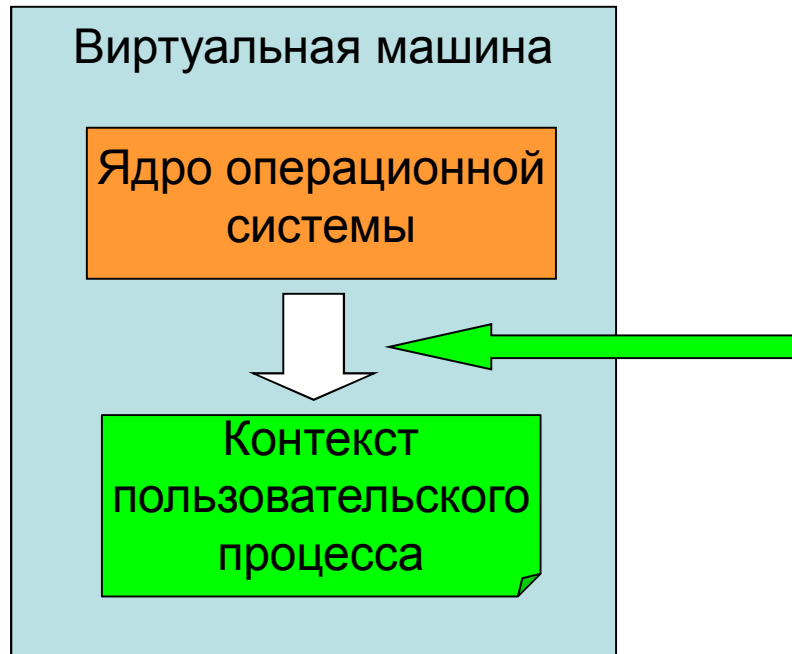 Виртуальная машина
Ядро операционной
системы
Контекст
пользовательского
процесса